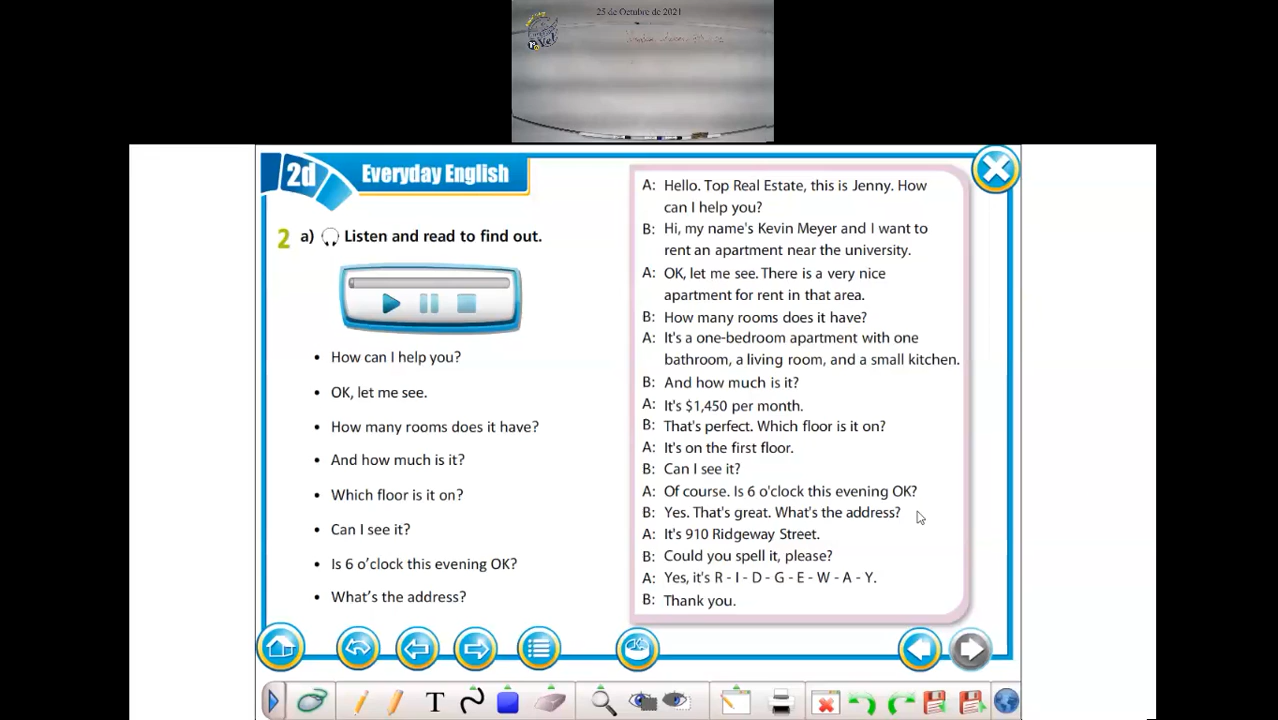 25 de Octubre de 2021
2d Everyday English
2 a) Listen and read to find out.
• How can I help you?
• OK, let me see.
• How many rooms does it have?
• And how much is it?
• Which floor is it on?
• Can I see it?
• Is 6 o'clock this evening OK?
• What's the address?
A: Hello. Top Real Estate, this is Jenny. How
can I help you?
B: Hi, my name's Kevin Meyer and I want to
rent an apartment near the university.
A: OK, let me see. There is a very nice
apartment for rent in that area.
B: How many rooms does it have?
A: It's a one-bedroom apartment with one
bathroom, a living room, and a small kitchen.
B: And how much is it?
A: It's $1,450 per month.
B: That's perfect. Which floor is it on?
A: It's on the first floor.
B: Can I see it?
A: Of course. Is 6 o'clock this evening OK?
B: Yes. That's great. What's the address?
A: It's 910 Ridgeway Street.
B: Could you spell it, please?
A: Yes, it's R - I - D - G - E - W - A - Y.
B: Thank you.
T